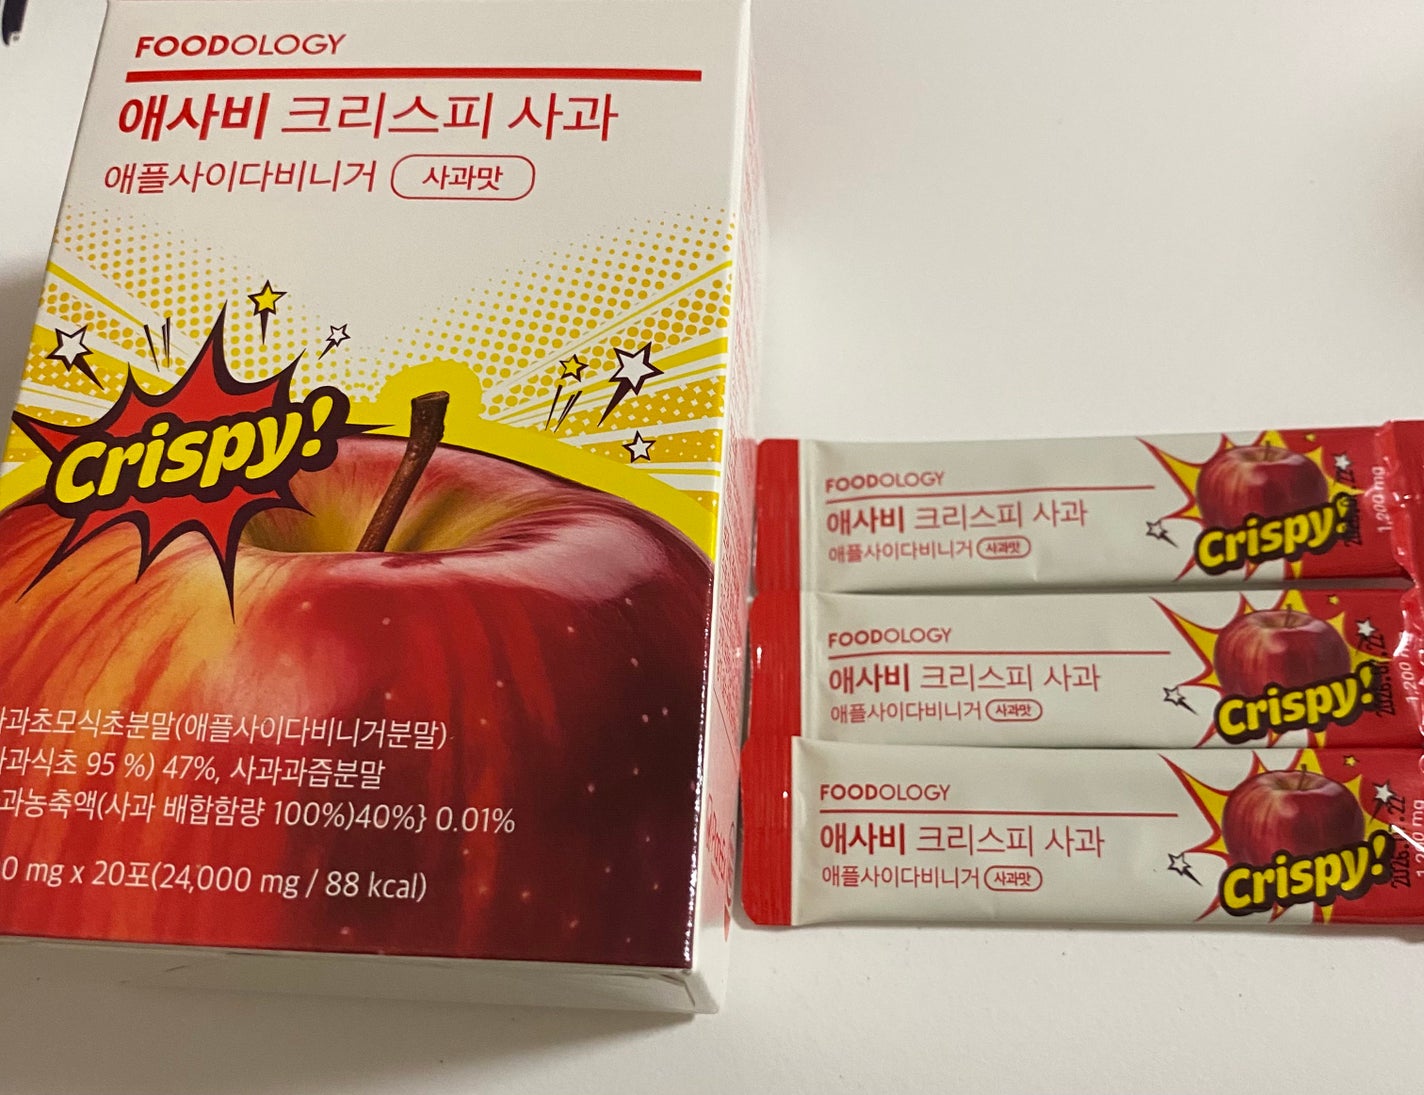 FOODOLOGY
애사비 크리스피 사과
애플사이다비니거 사과맛
Crispy!
사과초모식초분말(애플사이다비니거분말)
사과식초 95 %) 47%, 사과과즙분말
과농축액(사과 배합함량 100%)40%} 0.01%
0 mg x 20포(24,000 mg / 88 kcal)
FOODOLOGY
애사비 크리스피 사과
애플사이다비니거 사과맛
Crispy!
1,200 mg
FOODOLOGY
애사비 크리스피 사과
애플사이다비니거 사과맛
Crispy!
1,200 mg
FOODOLOGY
애사비 크리스피 사과
애플사이다비니거 사과맛
Crispy!